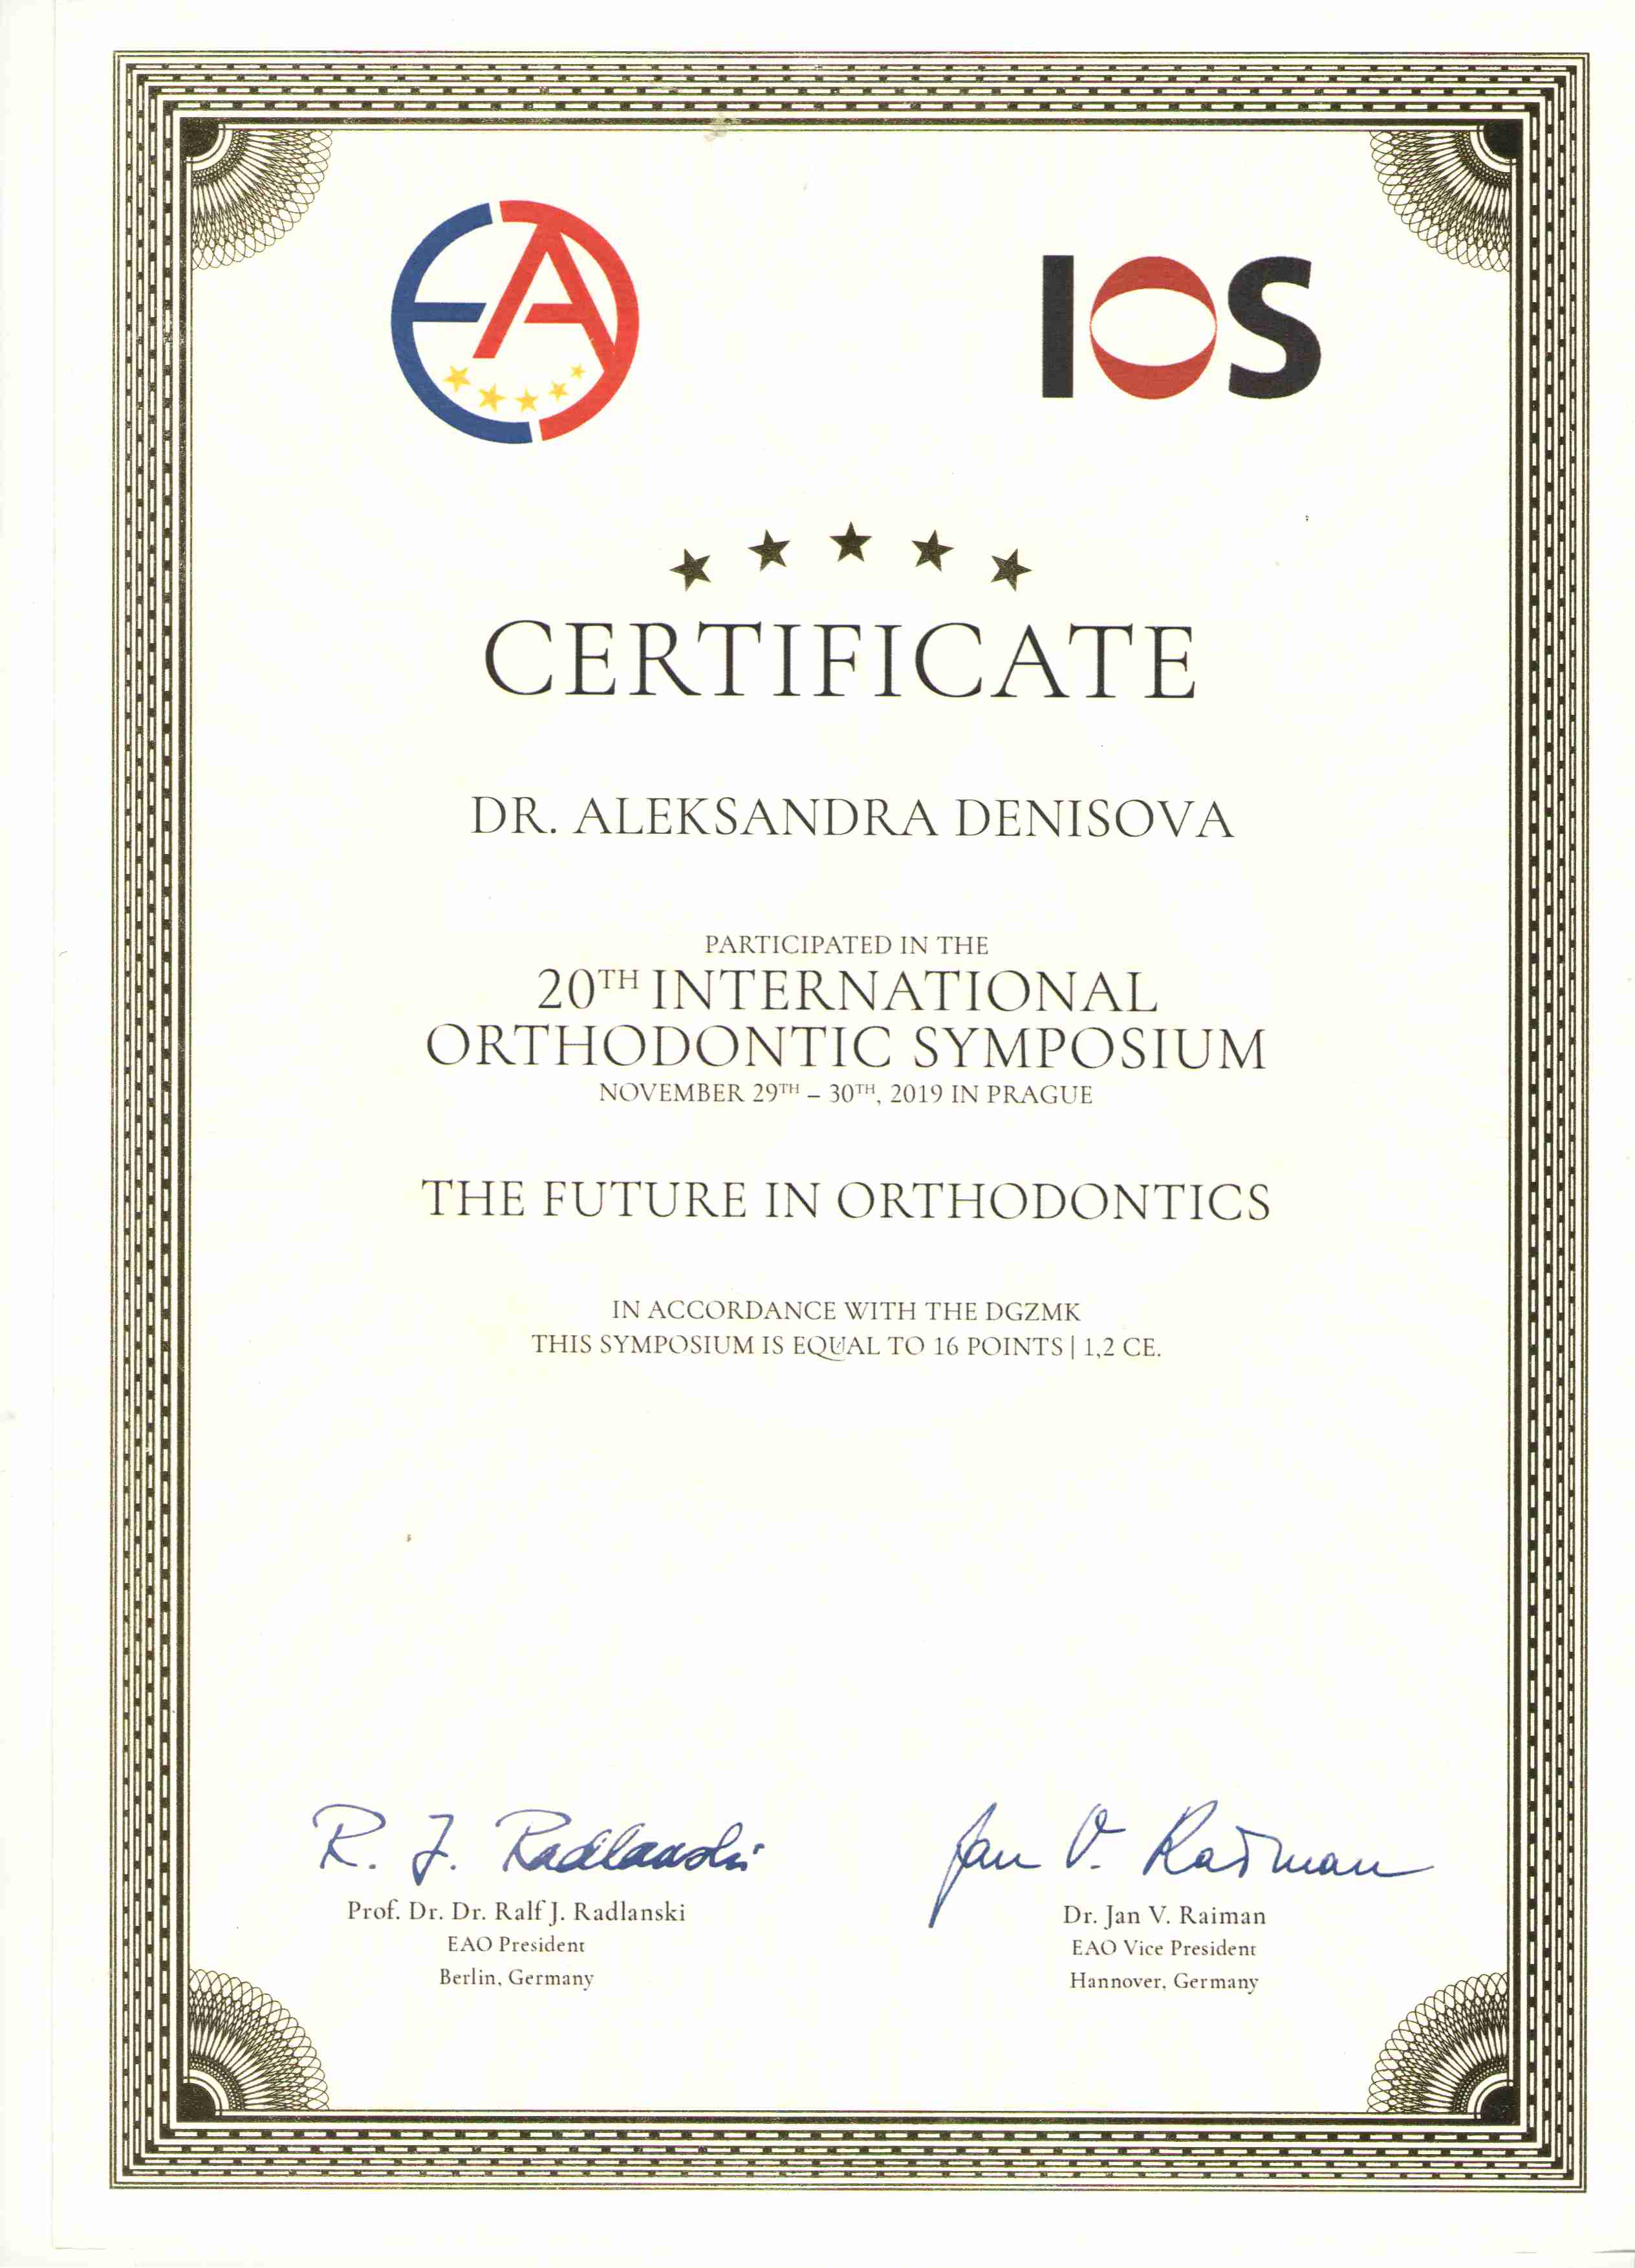 EA
IOS
CERTIFICATE
DR. ALEKSANDRA DENISOVA
PARTICIPATED IN THE
20TH INTERNATIONAL
ORTHODONTIC SYMPOSIUM
NOVEMBER 29TH – 30TH, 2019 IN PRAGUE
THE FUTURE IN ORTHODONTICS
IN ACCORDANCE WITH THE DGZMK
THIS SYMPOSIUM IS EQUAL TO 16 POINTS | 1,2 CE.
R. J. Radlanski
Jan V. Raiman
Prof. Dr. Dr. Ralf J. Radlanski
Dr. Jan V. Raiman
EAO President
EAO Vice President
Berlin, Germany
Hannover, Germany